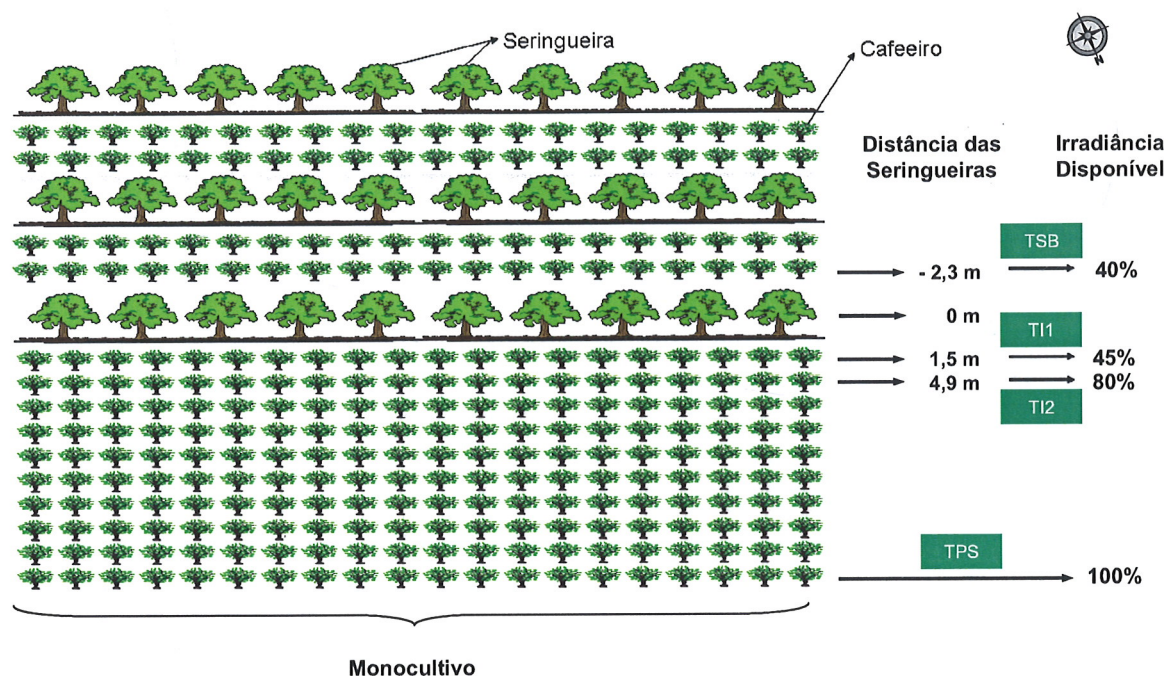 Seringueira
Cafeeiro
N
Distância das
Seringueiras
Irradiância
Disponível
TSB
- 2,3 m
40%
0 m
TI1
1,5 m
45%
4,9 m
80%
TI2
TPS
100%
Monocultivo